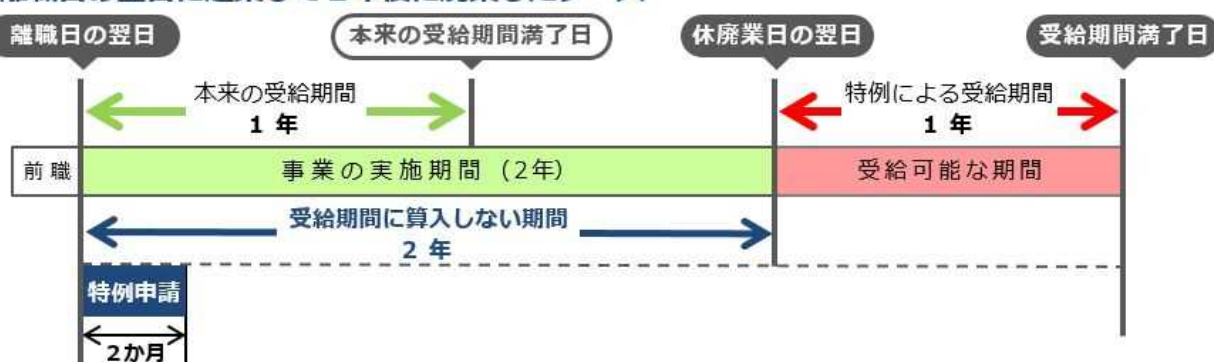 離職日の翌日
本来の受給期間満了日
休廃業日の翌日
受給期間満了日
本来の受給期間
1 年
特例による受給期間
1 年
前職
事業の実施期間 (2年)
受給可能な期間
受給期間に算入しない期間
2 年
特例申請
2か月